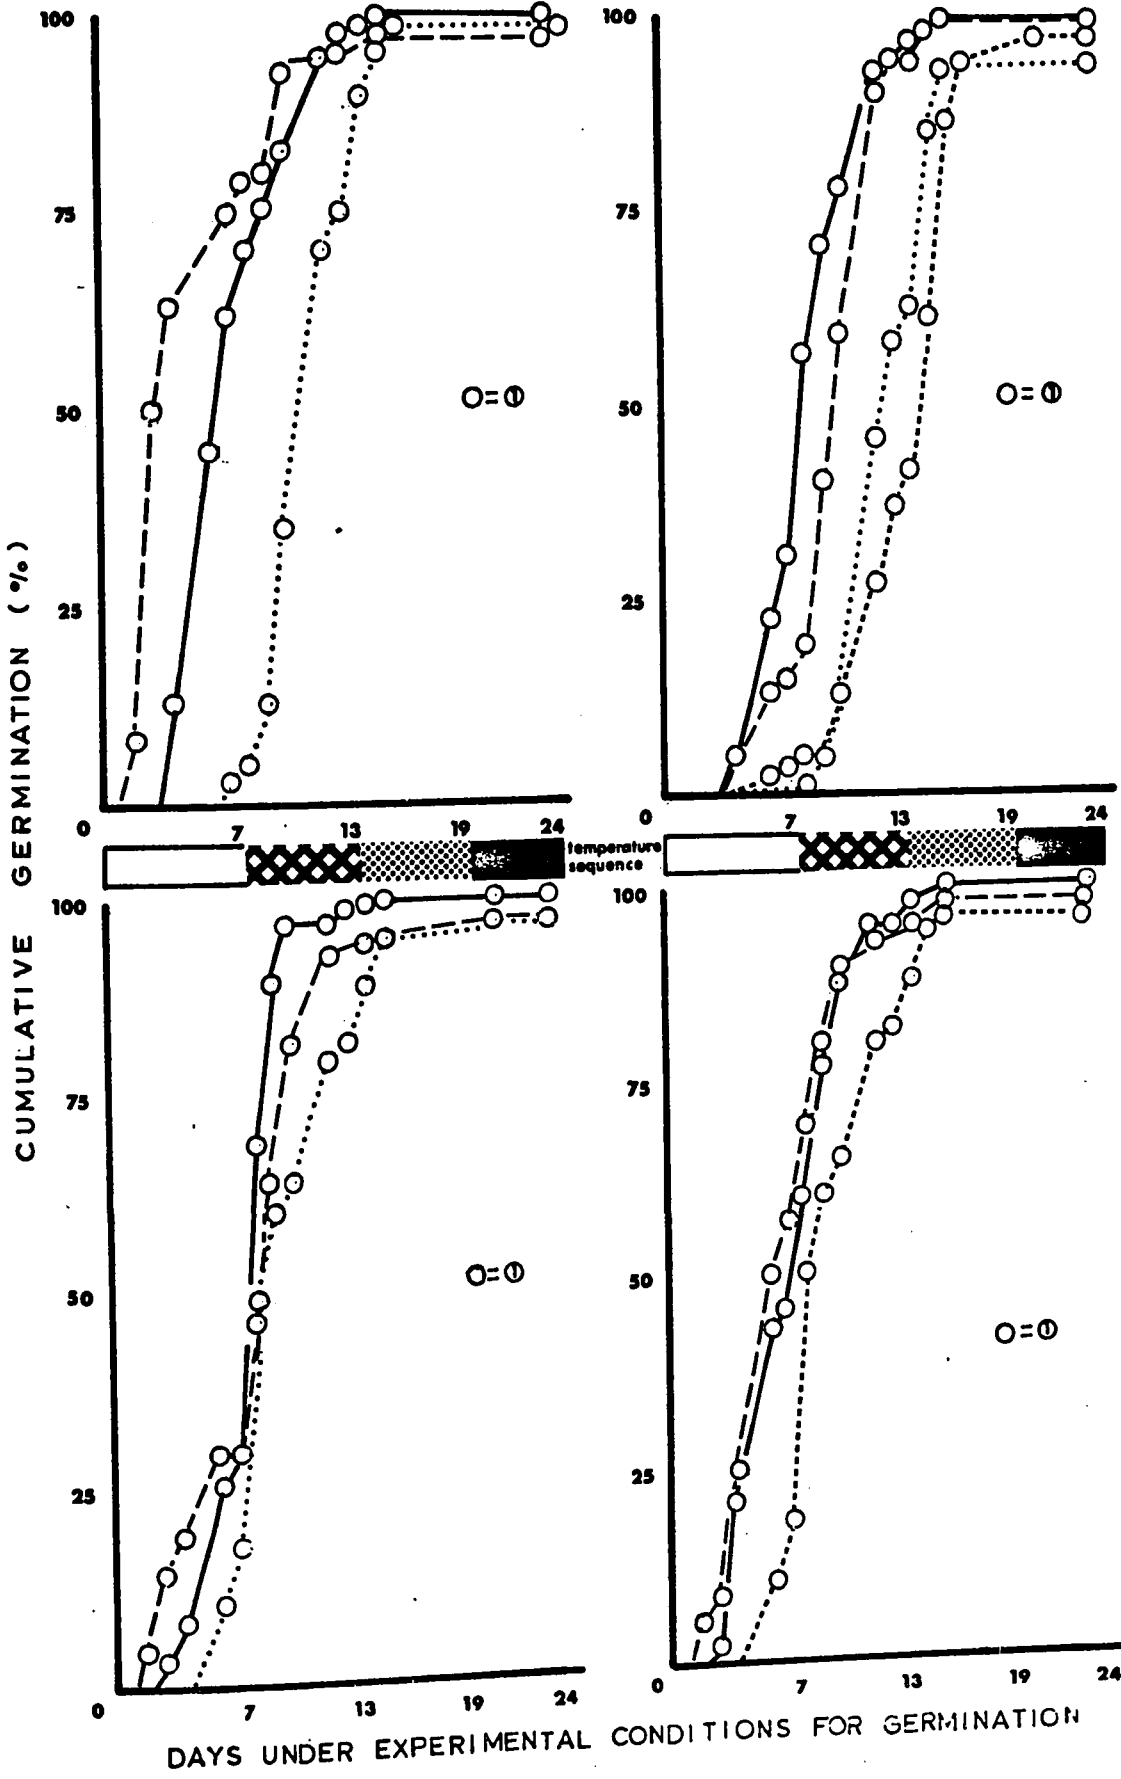 100
75
50
25
O=①
0 7 13 19 24
100
75
50
25
O=①
0 7 13 19 24
temperature
sequence
100
75
50
25
O=①
0 7 13 19 24
100
75
50
25
O=①
0 7 13 19 24
CUMULATIVE GERMINATION (%)
DAYS UNDER EXPERIMENTAL CONDITIONS FOR GERMINATION